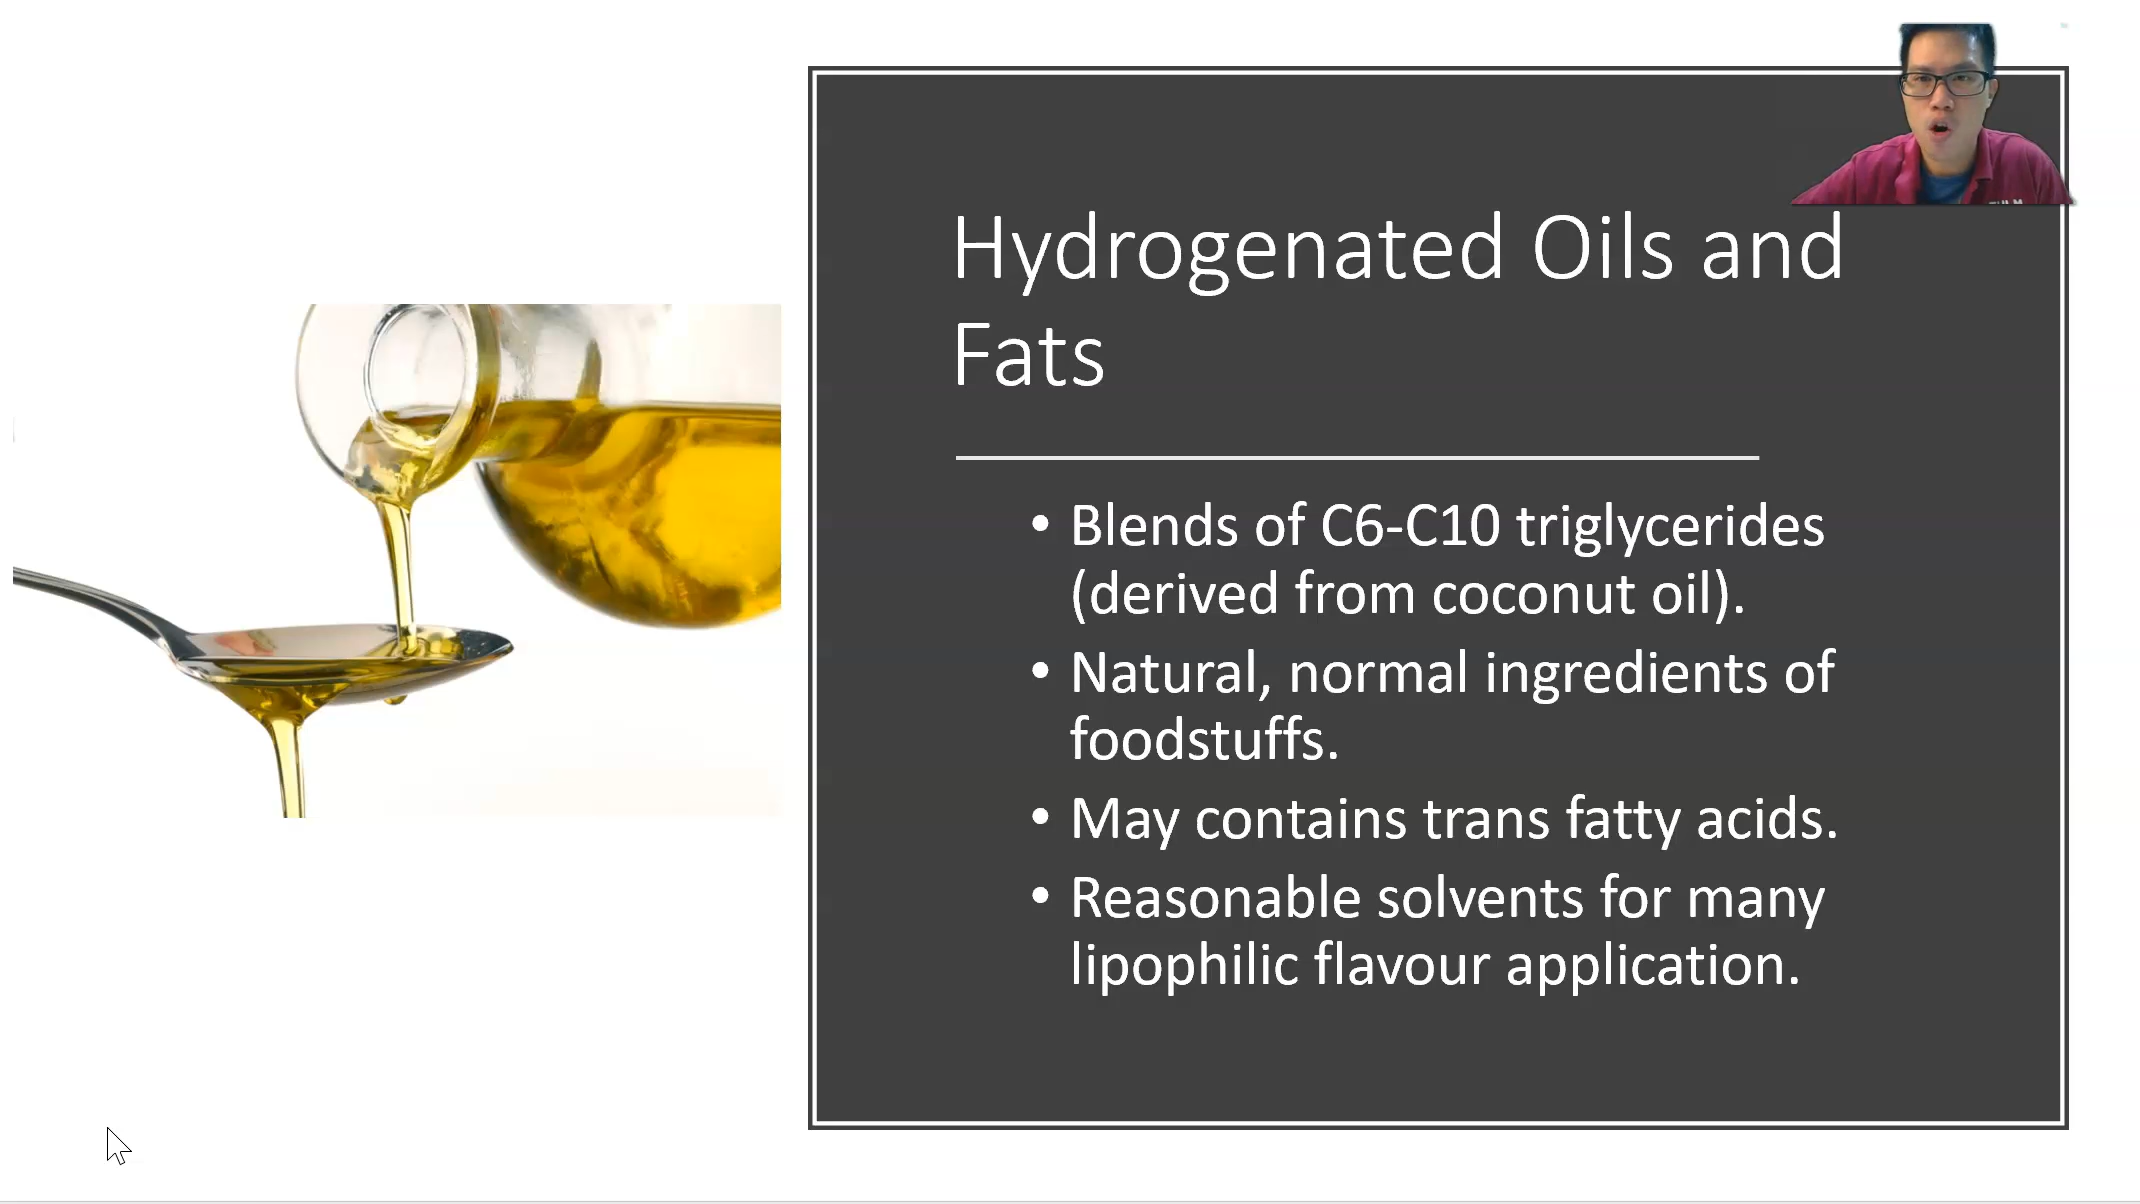 Hydrogenated Oils and
Fats
• Blends of C6-C10 triglycerides
(derived from coconut oil).
• Natural, normal ingredients of
foodstuffs.
• May contains trans fatty acids.
• Reasonable solvents for many
lipophilic flavour application.